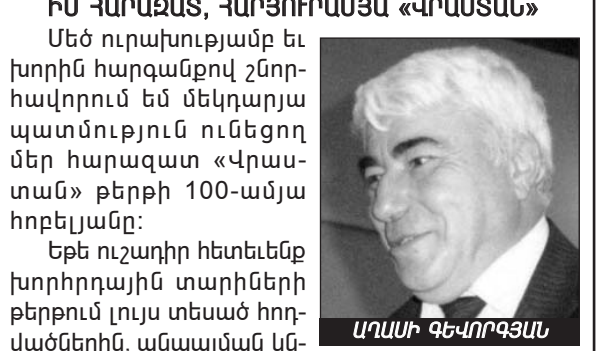 ԻՄ ՀԱՐԱԶԱՏ, ՀԱՐՅՈՒՐԱՄՅԱ «ՎՐԱՍՏԱՆ»
Մեծ ուրախությամբ եւ
խորին հարգանքով շնոր-
հավորում եմ մեկդարյա
պատմություն ունեցող
մեր հարազատ «Վրաս-
տան» թերթի 100-ամյա
հոբելյանը:
Եթե ուշադիր հետեւենք
խորհրդային տարիների
թերթում լույս տեսած հոդ-
վածներին, անպայման կն-
ԱՂԱՍԻ ԳԵՎՈՐԳՅԱՆ